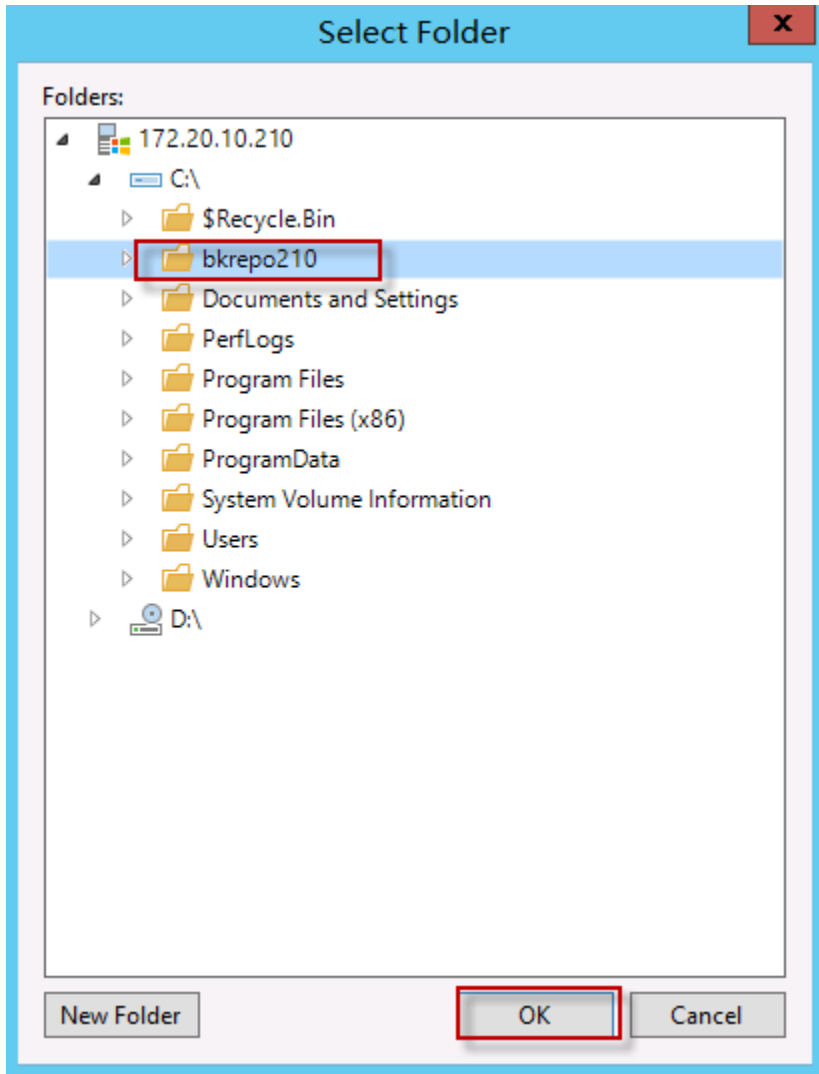 Select Folder
x
Folders:
172.20.10.210
C:\
$Recycle.Bin
bkrepo210
Documents and Settings
PerfLogs
Program Files
Program Files (x86)
ProgramData
System Volume Information
Users
Windows
D:\
New Folder
OK
Cancel